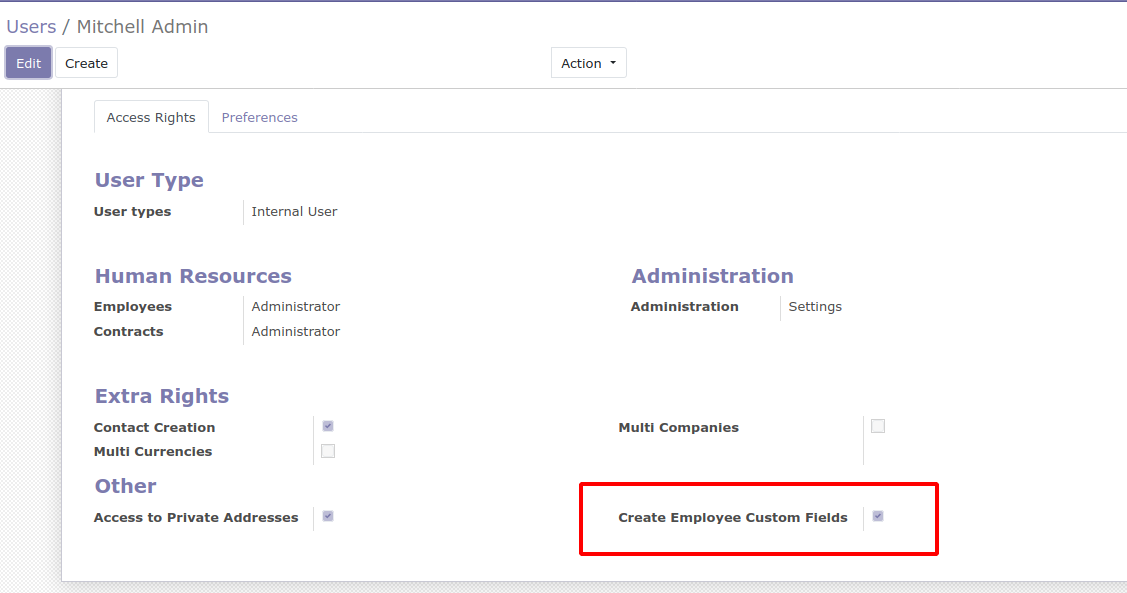 Users / Mitchell Admin
Edit Create Action
Access Rights Preferences
User Type
User types Internal User
Human Resources Administration
Employees Administrator Administration Settings
Contracts Administrator
Extra Rights
Contact Creation Multi Companies
Multi Currencies
Other
Access to Private Addresses Create Employee Custom Fields